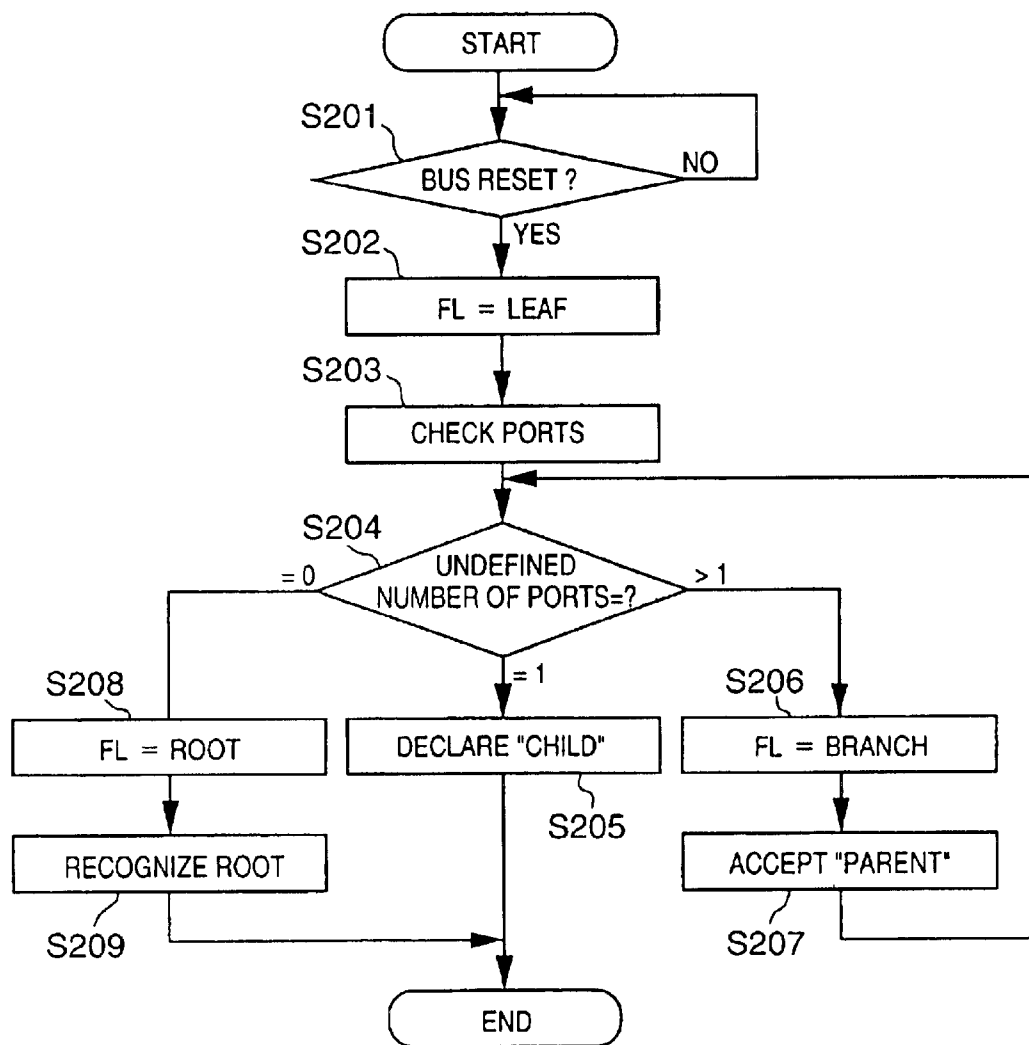 START
S201
BUS RESET ?
NO
YES
S202
FL = LEAF
S203
CHECK PORTS
S204
UNDEFINED
NUMBER OF PORTS=?
= 0
> 1
= 1
S208
FL = ROOT
DECLARE "CHILD"
S205
S206
FL = BRANCH
RECOGNIZE ROOT
S209
ACCEPT "PARENT"
S207
END